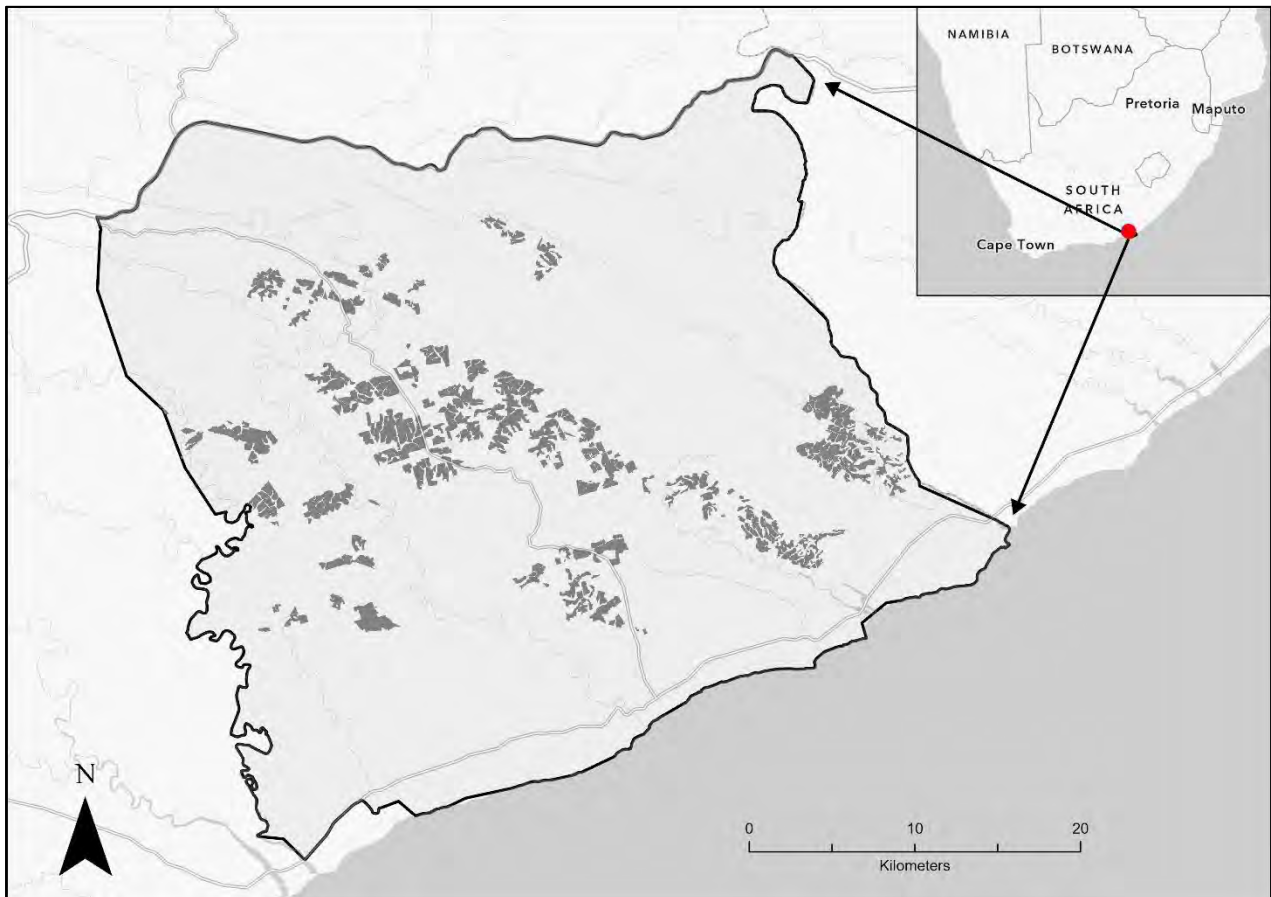 NAMIBIA
BOTSWANA
Pretoria
Maputo
SOUTH
AFRICA
Cape Town
N
0
10
20
Kilometers